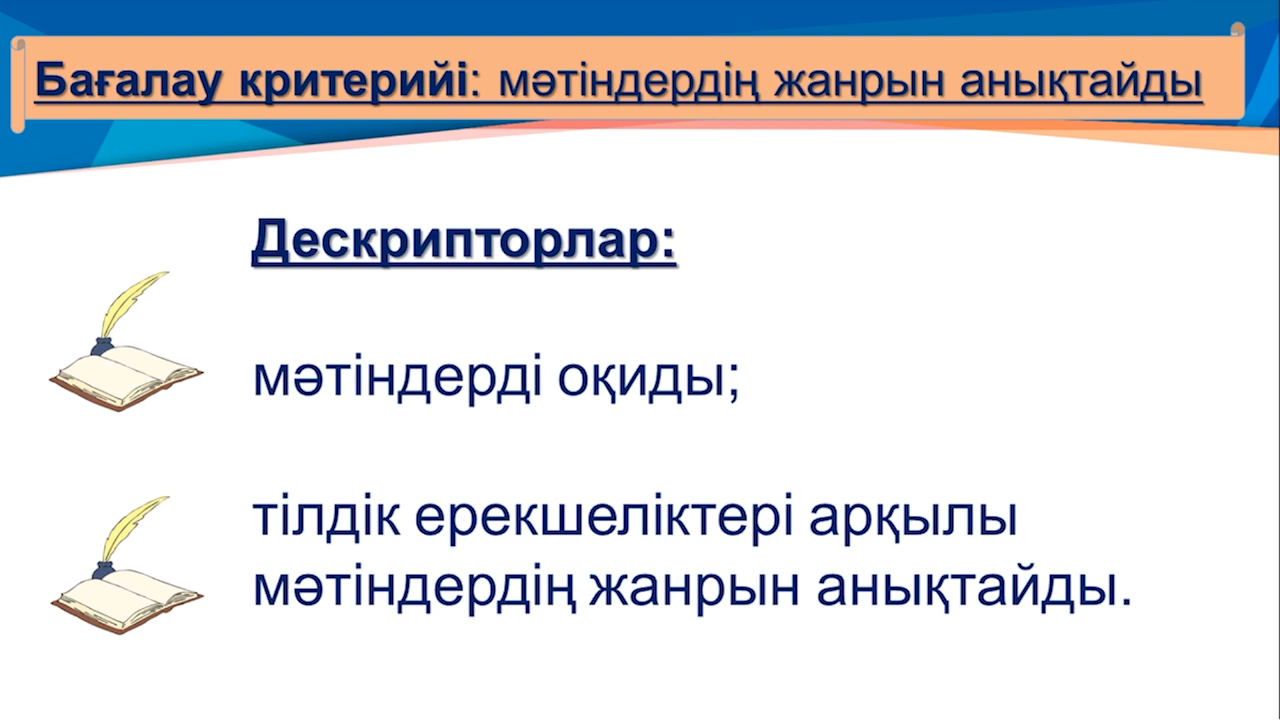 Бағалау критерийі: мәтіндердің жанрын анықтайды
Дескрипторлар:
мәтіндерді оқиды;
тілдік ерекшеліктері арқылы
мәтіндердің жанрын анықтайды.